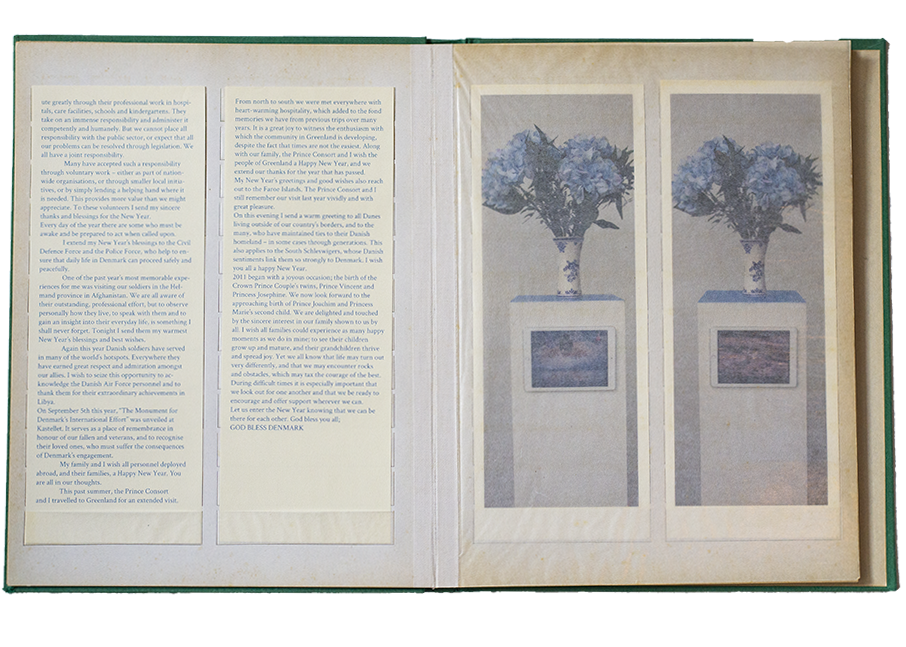 ute greatly through their professional work in hospi-
tals, care facilities, schools and kindergartens. They
take on an immense responsibility and administer it
competently and humanely. But we cannot place all
responsibility with the public sector, or expect that all
our problems can be resolved through legislation. We
all have a joint responsibility.
Many have accepted such a responsibility
through voluntary work – either as part of nation-
wide organisations, or through smaller local initia-
tives, or by simply lending a helping hand where it
is needed. This provides more value than we might
appreciate. To these volunteers I send my sincere
thanks and blessings for the New Year.
Every day of the year there are some who must be
awake and be prepared to act when called upon.
I extend my New Year's blessings to the Civil
Defence Force and the Police Force, who help to en-
sure that daily life in Denmark can proceed safely and
peacefully.
One of the past year's most memorable expe-
riences for me was visiting our soldiers in the Hel-
mand province in Afghanistan. We are all aware of
their outstanding, professional effort, but to observe
personally how they live, to speak with them and to
gain an insight into their everyday life, is something I
shall never forget. Tonight I send them my warmest
New Year's blessings and best wishes.
Again this year Danish soldiers have served
in many of the world's hotspots. Everywhere they
have earned great respect and admiration amongst
our allies. I wish to seize this opportunity to ac-
knowledge the Danish Air Force personnel and to
thank them for their extraordinary achievements in
Libya.
On September 5th this year, "The Monument for
Denmark's International Effort" was unveiled at
Kastellet. It serves as a place of remembrance in
honour of our fallen and veterans, and to recognise
their loved ones, who must suffer the consequences
of Denmark's engagement.
My family and I wish all personnel deployed
abroad, and their families, a Happy New Year. You
are all in our thoughts.
This past summer, the Prince Consort
and I travelled to Greenland for an extended visit.
From north to south we were met everywhere with
heart-warming hospitality, which added to the fond
memories we have from previous trips over many
years. It is a great joy to witness the enthusiasm with
which the community in Greenland is developing,
despite the fact that times are not the easiest. Along
with our family, the Prince Consort and I wish the
people of Greenland a Happy New Year, and we
extend our thanks for the year that has passed.
My New Year's greetings and good wishes also reach
out to the Faroe Islands. The Prince Consort and I
still remember our visit last year vividly and with
great pleasure.
On this evening I send a warm greeting to all Danes
living outside of our country's borders, and to the
many, who have maintained ties to their Danish
homeland – in some cases through generations. This
also applies to the South Schleswigers, whose Danish
sentiments link them so strongly to Denmark. I wish
you all a happy New Year.
2011 began with a joyous occasion; the birth of the
Crown Prince Couple's twins, Prince Vincent and
Princess Josephine. We now look forward to the
approaching birth of Prince Joachim and Princess
Marie's second child. We are delighted and touched
by the sincere interest in our family shown to us by
all. I wish all families could experience as many happy
moments as we do in mine; to see their children
grow up and mature, and their grandchildren thrive
and spread joy. Yet we all know that life may turn out
very differently, and that we may encounter rocks
and obstacles, which may tax the courage of the best.
During difficult times it is especially important that
we look out for one another and that we be ready to
encourage and offer support wherever we can.
Let us enter the New Year knowing that we can be
there for each other. God bless you all;
GOD BLESS DENMARK